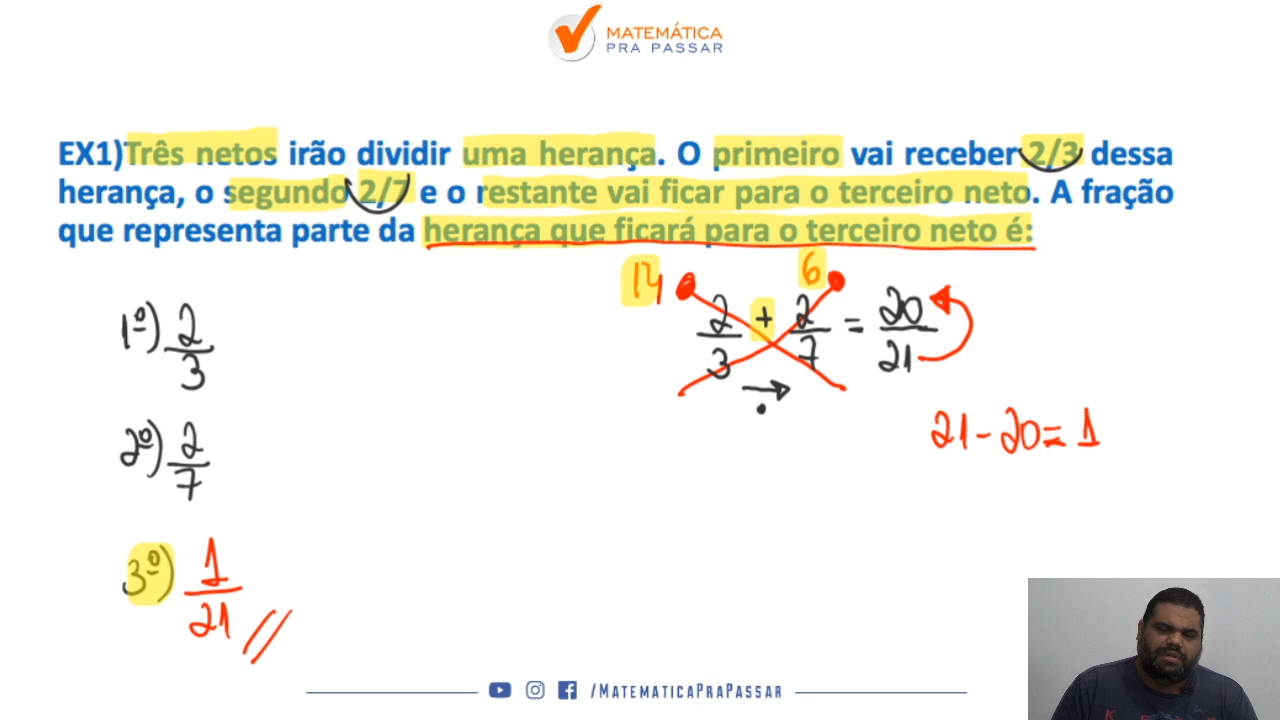 MATEMÁTICA
PRA PASSAR
EX1)Três netos irão dividir uma herança. O primeiro vai receber 2/3 dessa
herança, o segundo 2/7 e o restante vai ficar para o terceiro neto. A fração
que representa parte da herança que ficará para o terceiro neto é:
14 6
2/3 + 2/7 = 20/21
21 - 20 = 1
1º) 2/3
2º) 2/7
3º) 1/21 //
/MATEMATICAPRAPASSAR